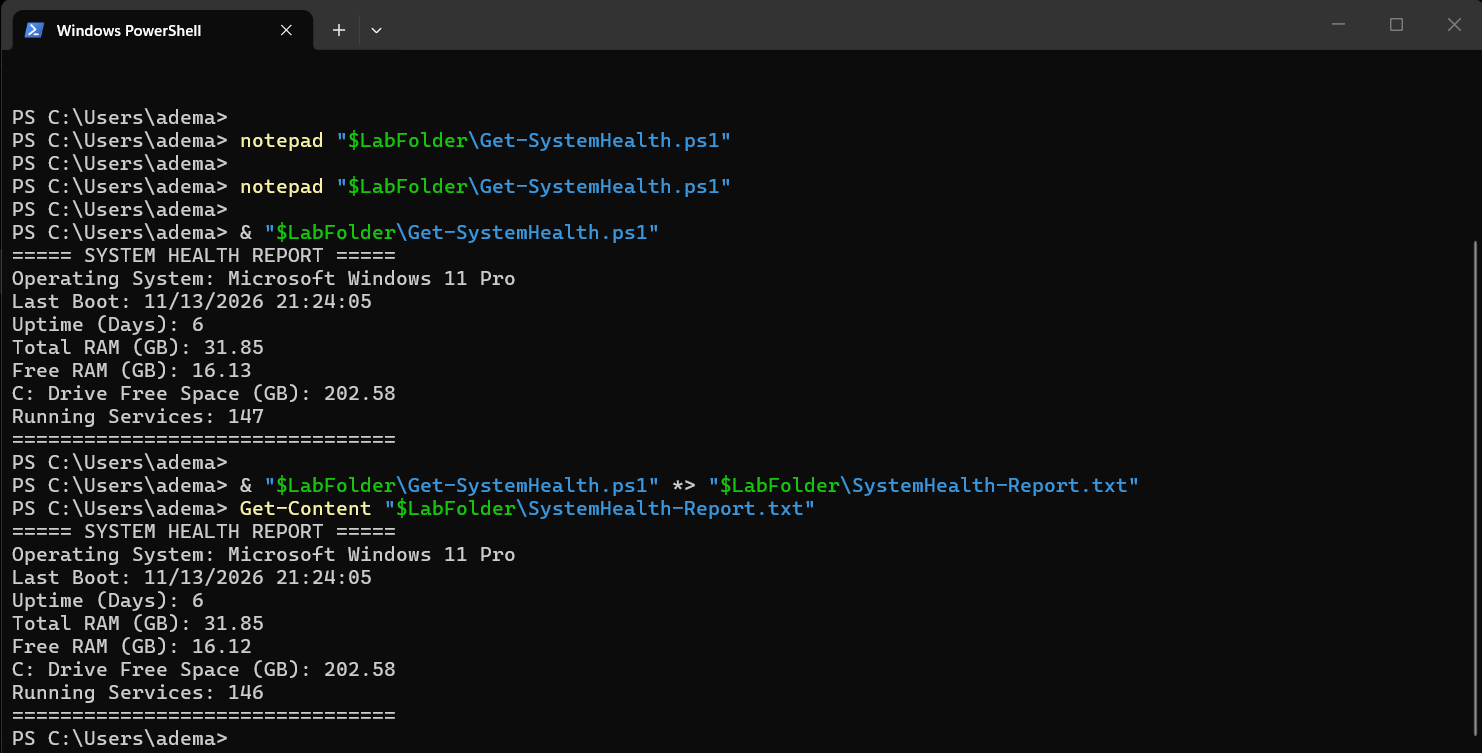 Windows PowerShell
PS C:\Users\adema>
PS C:\Users\adema> notepad "$LabFolder\Get-SystemHealth.ps1"
PS C:\Users\adema>
PS C:\Users\adema> notepad "$LabFolder\Get-SystemHealth.ps1"
PS C:\Users\adema>
PS C:\Users\adema> & "$LabFolder\Get-SystemHealth.ps1"
===== SYSTEM HEALTH REPORT =====
Operating System: Microsoft Windows 11 Pro
Last Boot: 11/13/2026 21:24:05
Uptime (Days): 6
Total RAM (GB): 31.85
Free RAM (GB): 16.13
C: Drive Free Space (GB): 202.58
Running Services: 147
================================
PS C:\Users\adema>
PS C:\Users\adema> & "$LabFolder\Get-SystemHealth.ps1" *> "$LabFolder\SystemHealth-Report.txt"
PS C:\Users\adema> Get-Content "$LabFolder\SystemHealth-Report.txt"
===== SYSTEM HEALTH REPORT =====
Operating System: Microsoft Windows 11 Pro
Last Boot: 11/13/2026 21:24:05
Uptime (Days): 6
Total RAM (GB): 31.85
Free RAM (GB): 16.12
C: Drive Free Space (GB): 202.58
Running Services: 146
================================
PS C:\Users\adema>